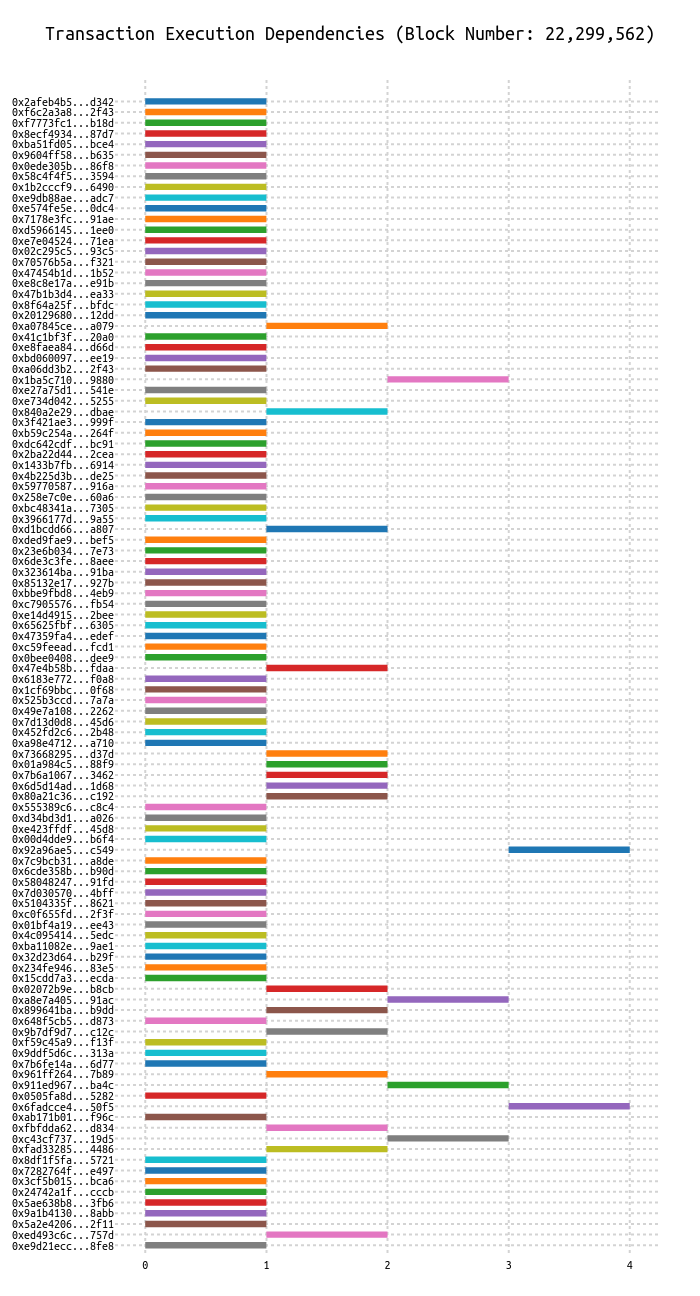 Transaction Execution Dependencies (Block Number: 22,299,562)
0x2afeb4b5...d342
0xf6c2a3a8...2f43
0xf7773fc1...b18d
0x8ecf4934...87d7
0xba51fd05...bce4
0x9604ff58...b635
0x0ede305b...86f8
0x58c4f4f5...3594
0x1b2cccf9...6490
0xe9db88ae...adc7
0xe574fe5e...0dc4
0x7178e3fc...91ae
0xd5966145...1ee0
0xe7e04524...71ea
0x02c295c5...93c5
0x70576b5a...f321
0x47454b1d...1b52
0xe8c8e17a...e91b
0x47b1b3d4...ea33
0x8f64a25f...bfdc
0x20129680...12dd
0xa07845ce...a079
0x41c1bf3f...20a0
0xe8faea84...d66d
0xbd060097...ee19
0xa06dd3b2...2f43
0x1ba5c710...9880
0xe27a75d1...541e
0xe734d042...5255
0x840a2e29...dbae
0x3f421ae3...999f
0xb59c254a...264f
0xdc642cdf...bc91
0x2ba22d44...2cea
0x1433b7fb...6914
0x4b225d3b...de25
0x59770587...916a
0x258e7c0e...60a6
0xbc48341a...7305
0x3966177d...9a55
0xd1bcdd66...a807
0xded9fae9...bef5
0x23e6b034...7e73
0x6de3c3fe...8aee
0x323614ba...91ba
0x85132e17...927b
0xbbe9fbd8...4eb9
0xc7905576...fb54
0xe14d4915...2bee
0x65625fbf...6305
0x47359fa4...edef
0xc59feead...fcd1
0x0bee0408...dee9
0x47e4b58b...fdaa
0x6183e772...f0a8
0x1cf69bbc...0f68
0x525b3ccd...7a7a
0x49e7a108...2262
0x7d13d0d8...45d6
0x452fd2c6...2b48
0xa98e4712...a710
0x73668295...d37d
0x01a984c5...88f9
0x7b6a1067...3462
0x6d5d14ad...1d68
0x80a21c36...c192
0x555389c6...c8c4
0xd34bd3d1...a026
0xe423ffdf...45d8
0x00d4dde9...b6f4
0x92a96ae5...c549
0x7c9bcb31...a8de
0x6cde358b...b90d
0x58048247...91fd
0x7d030570...4bff
0x5104335f...8621
0xc0f655fd...2f3f
0x01bf4a19...ee43
0x4c095414...5edc
0xba11082e...9ae1
0x32d23d64...b29f
0x234fe946...83e5
0x15cdd7a3...ecda
0x02072b9e...b8cb
0xa8e7a405...91ac
0x899641ba...b9dd
0x648f5cb5...d873
0x9b7df9d7...c12c
0xf59c45a9...f13f
0x9ddf5d6c...313a
0x7b6fe14a...6d77
0x961ff264...7b89
0x911ed967...ba4c
0x0505fa8d...5282
0x6fadcce4...50f5
0xab171b01...f96c
0xfbfdda62...d834
0xc43cf737...19d5
0xfad33285...4486
0x8df1f5fa...5721
0x7282764f...e497
0x3cf5b015...bca6
0x24742a1f...cccb
0x5ae638b8...3fb6
0x9a1b4130...8abb
0x5a2e4206...2f11
0xed493c6c...757d
0xe9d21ecc...8fe8
0 1 2 3 4